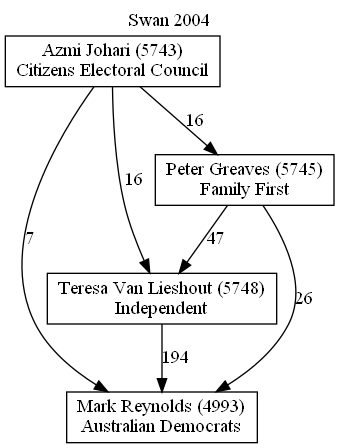 Swan 2004
Azmi Johari (5743)
Citizens Electoral Council
16
Peter Greaves (5745)
Family First
16
7
47
Teresa Van Lieshout (5748)
Independent
26
194
Mark Reynolds (4993)
Australian Democrats